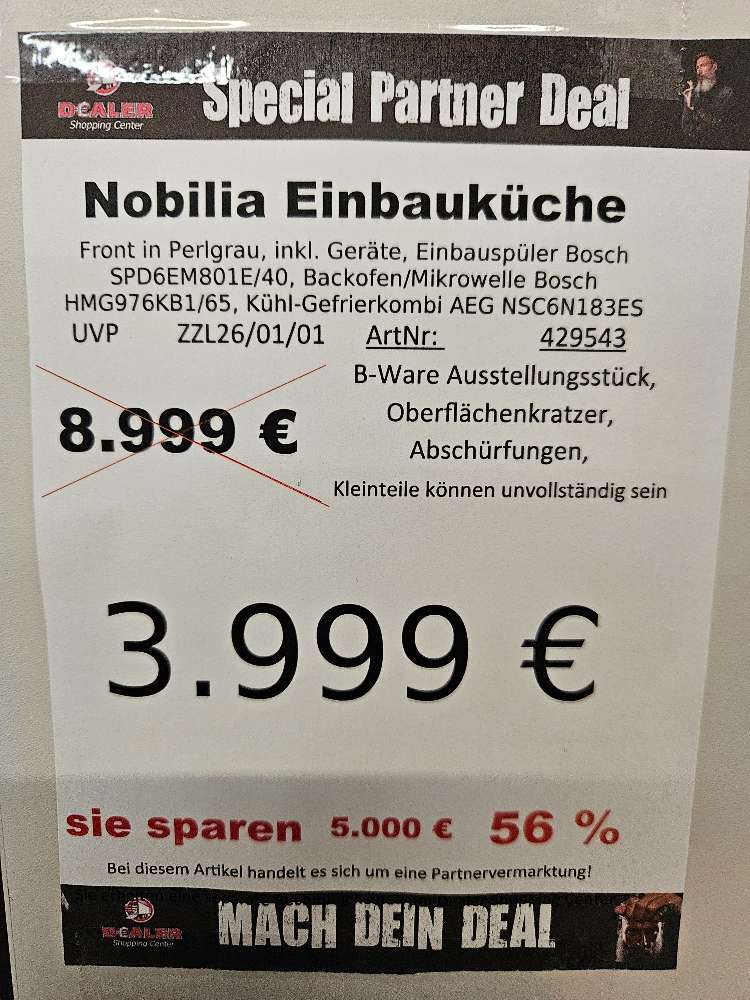 DEALER
Shopping Center
Special Partner Deal
Nobilia Einbauküche
Front in Perlgrau, inkl. Geräte, Einbauspüler Bosch
SPD6EM801E/40, Backofen/Mikrowelle Bosch
HMG976KB1/65, Kühl-Gefrierkombi AEG NSC6N183ES
UVP ZZL26/01/01 ArtNr: 429543
B-Ware Ausstellungsstück,
8.999 €
Oberflächenkratzer,
Abschürfungen,
Kleinteile können unvollständig sein
3.999 €
sie sparen 5.000 € 56 %
Bei diesem Artikel handelt es sich um eine Partnervermarktung!
DEALER
Shopping Center
MACH DEIN DEAL